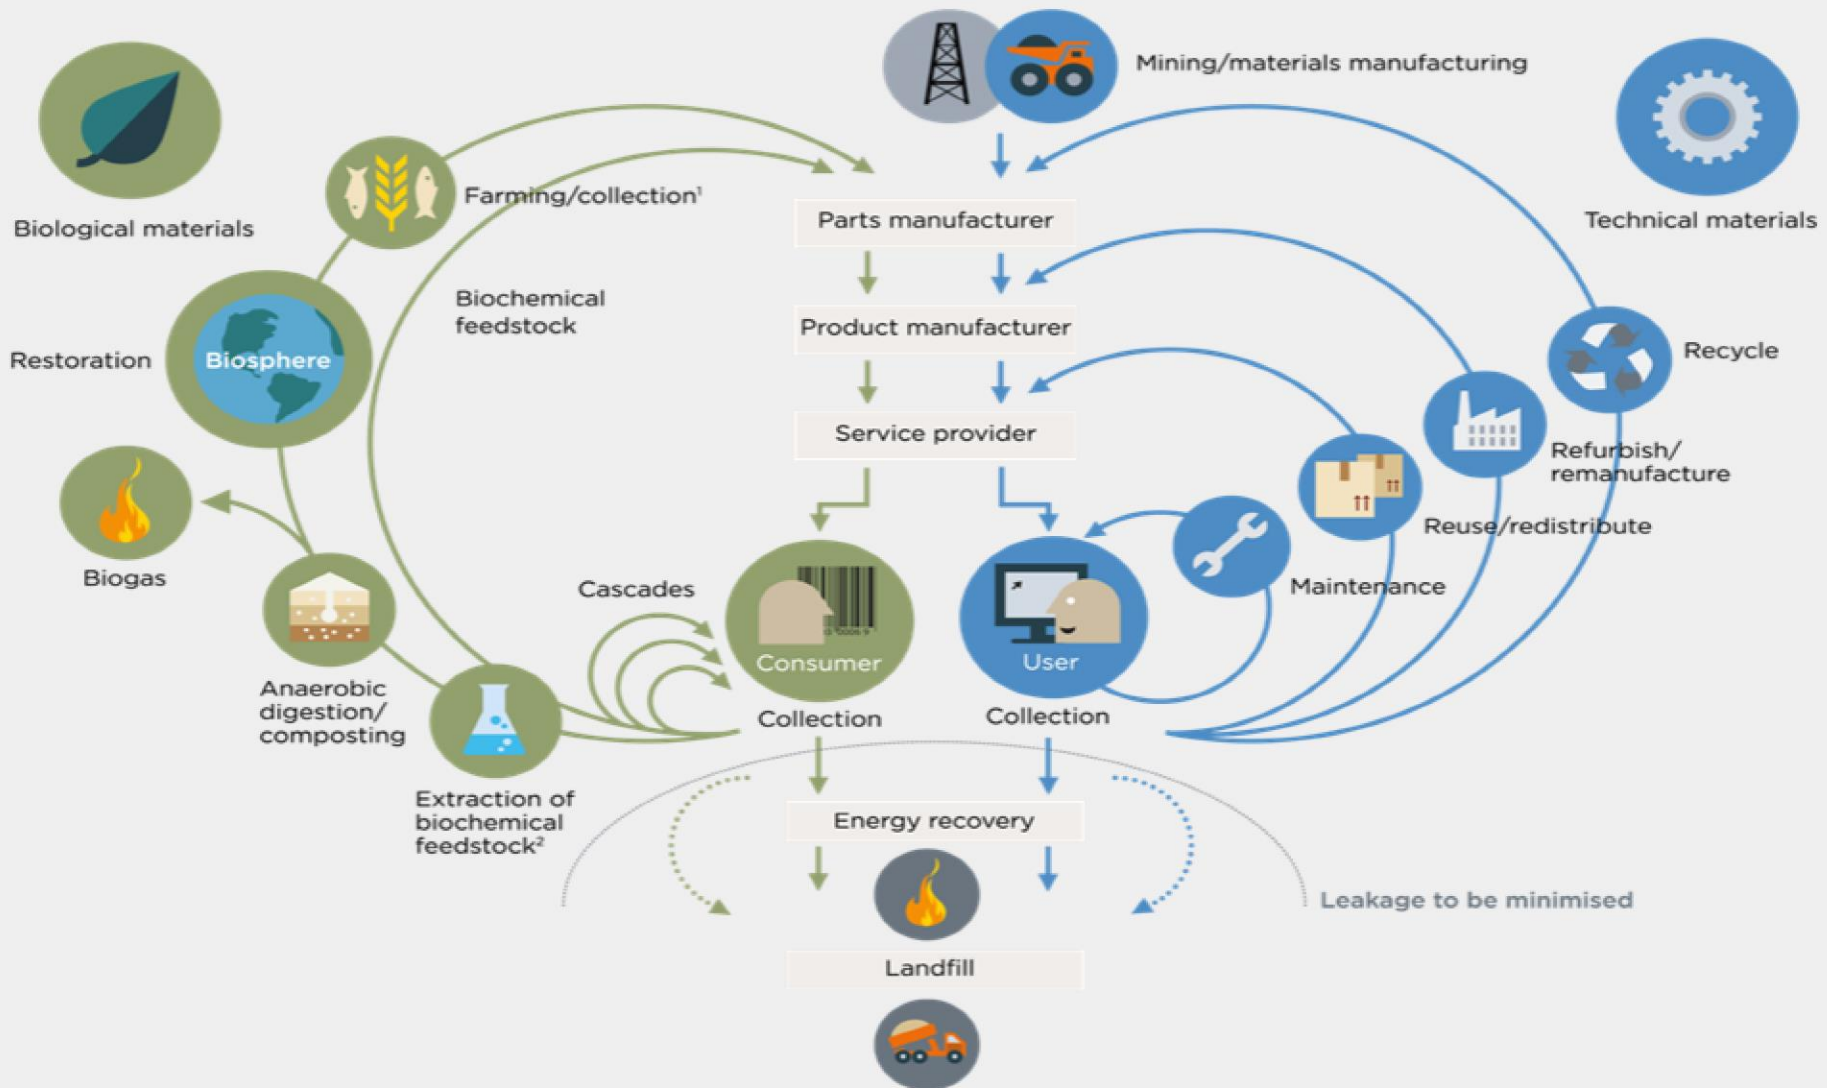 Mining/materials manufacturing
Biological materials
Technical materials
Farming/collection¹
Parts manufacturer
Biochemical
feedstock
Product manufacturer
Restoration
Biosphere
Recycle
Service provider
Refurbish/
remanufacture
Reuse/redistribute
Biogas
Cascades
Maintenance
Consumer
User
Anaerobic
digestion/
composting
Collection
Collection
Extraction of
biochemical
feedstock²
Energy recovery
Leakage to be minimised
Landfill